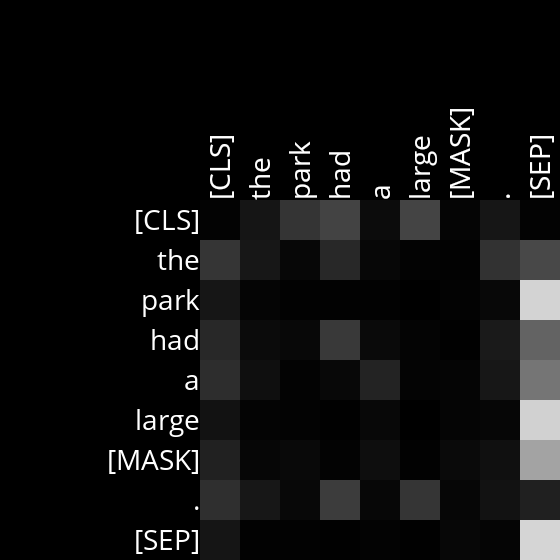 [CLS] the park had a large [MASK] . [SEP]
[CLS]
the
park
had
a
large
[MASK]
.
[SEP]